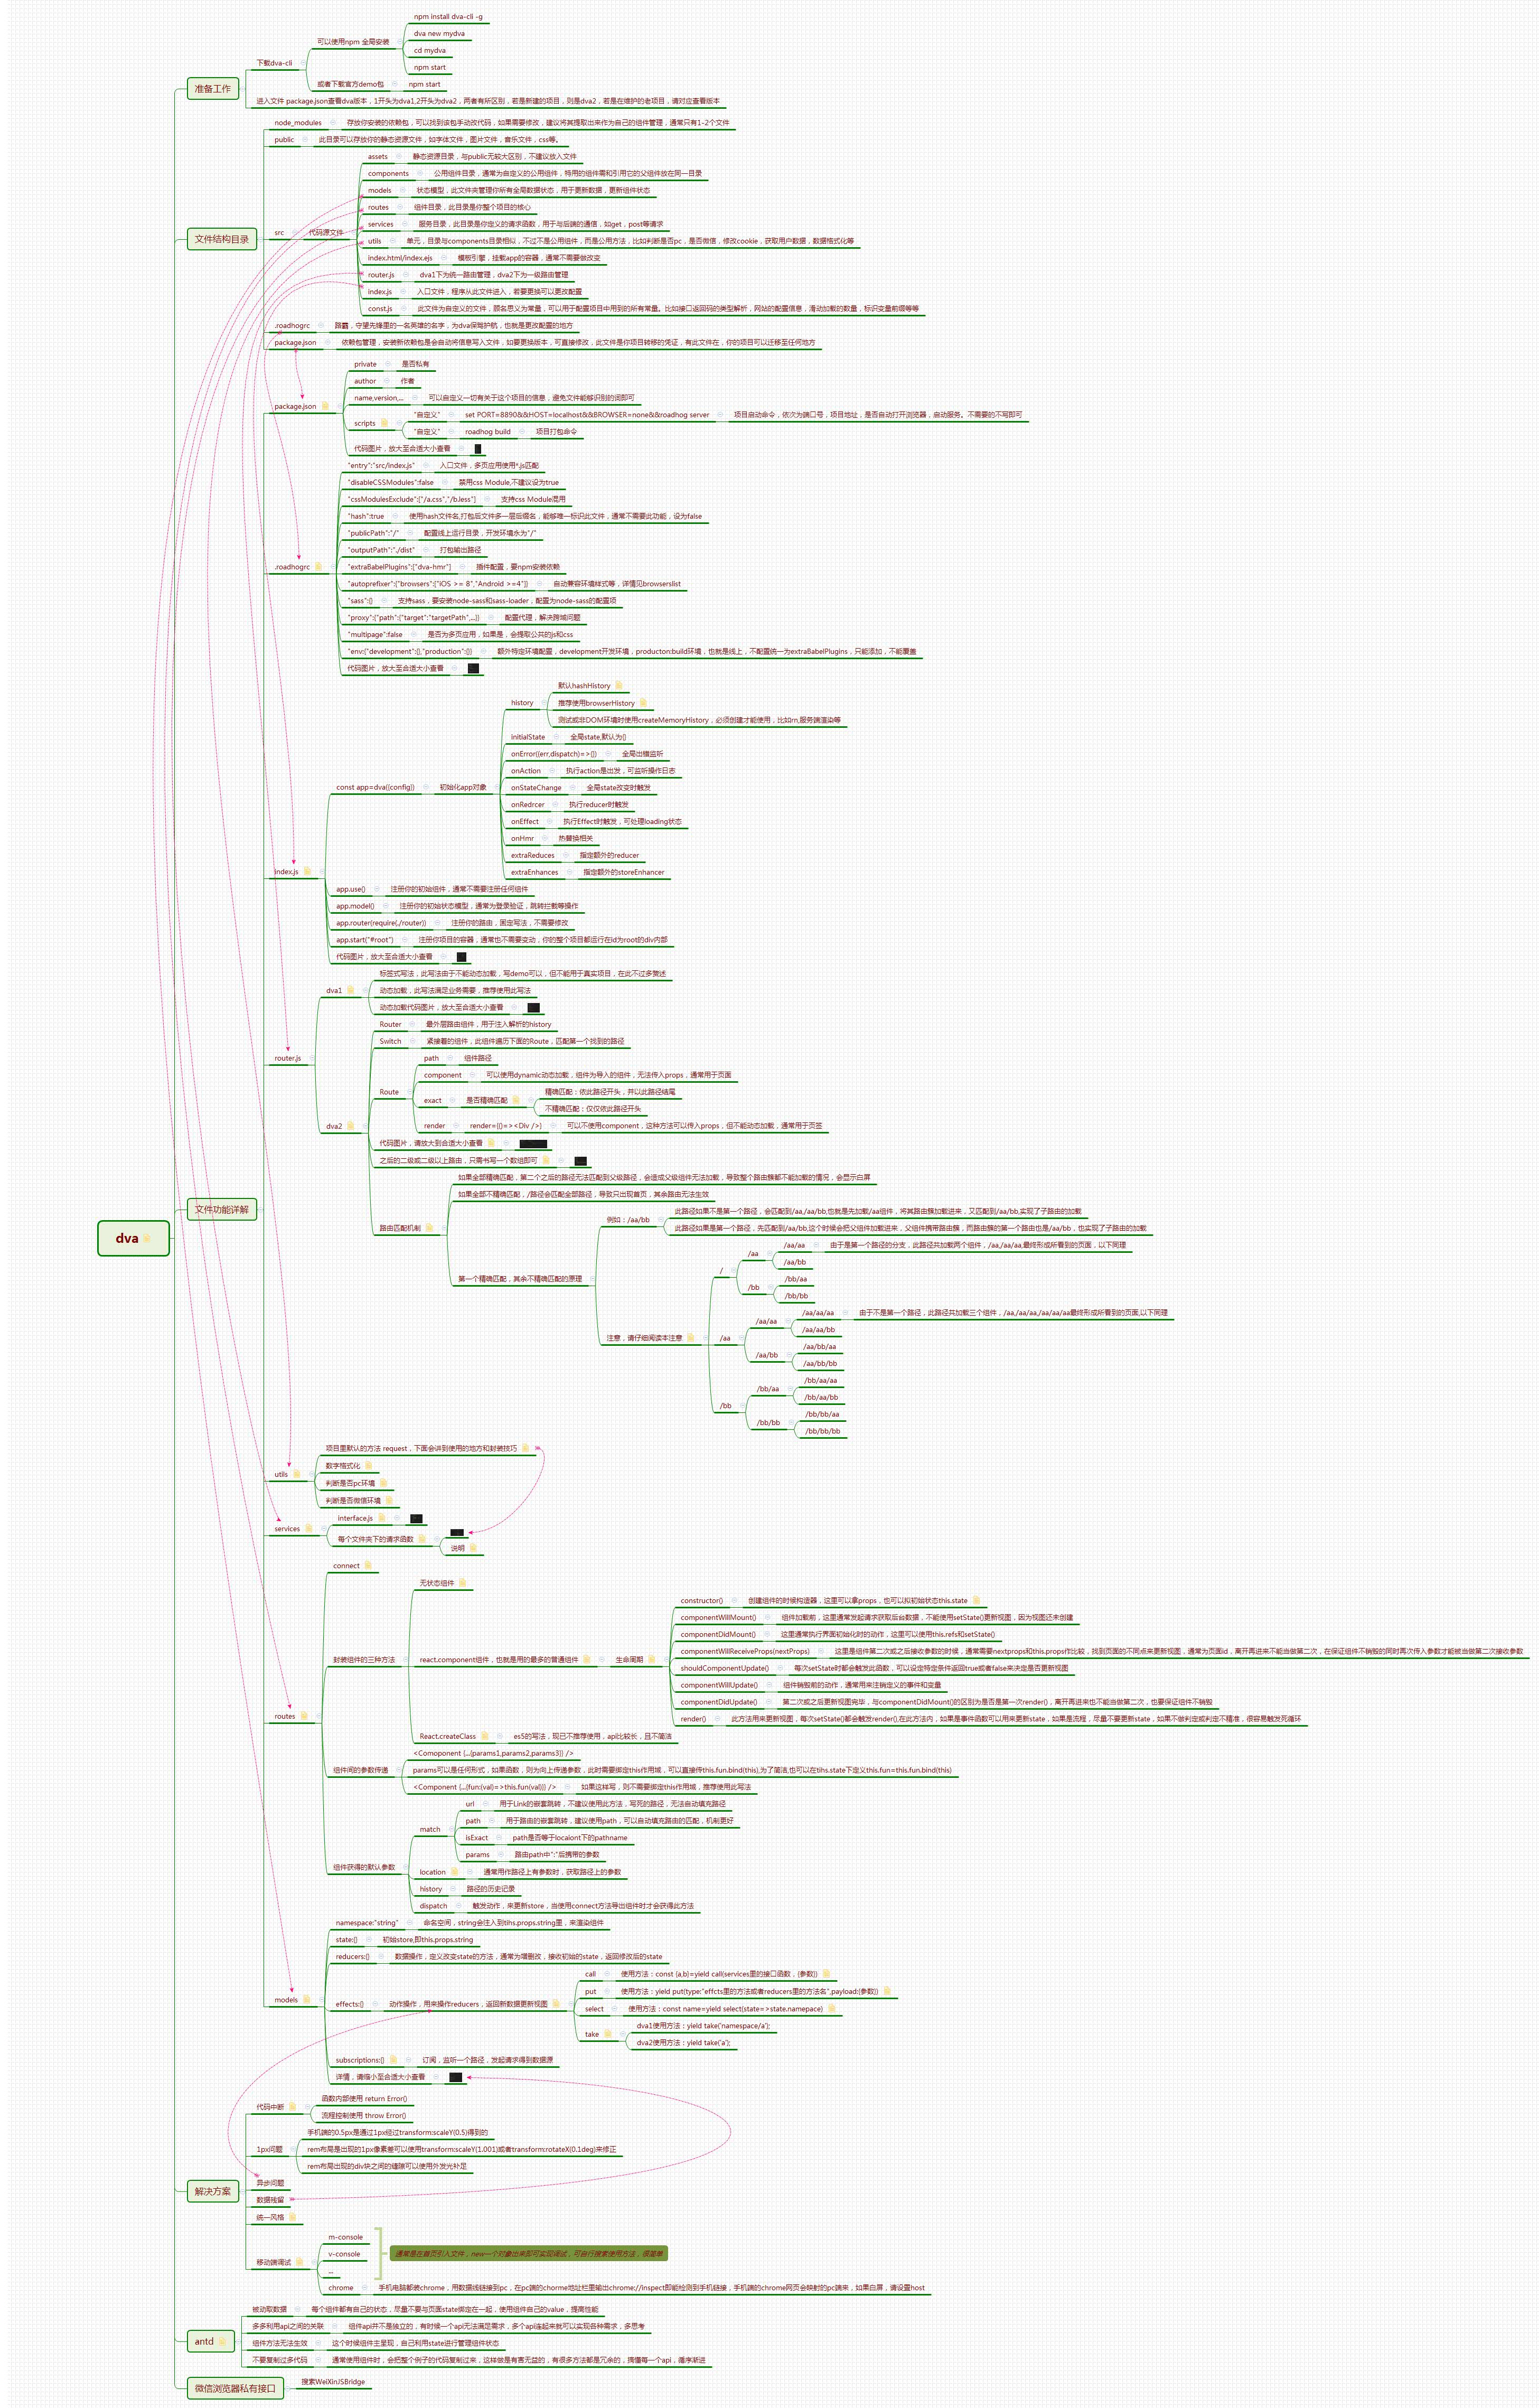 dva
准备工作
下载dva-cli
可以使用npm 全局安装
npm install dva-cli -g
dva new mydva
cd mydva
npm start
或者下载官方demo包
npm start
进入文件 package.json查看dva版本，1开头为dva1,2开头为dva2，两者有所区别，若是新建的项目，则是dva2，若是在维护的老项目，请对应查看版本
文件结构目录
node_modules
存放你安装的依赖包，可以找到该包手动改代码，如果需要修改，建议将其提取出来作为自己的组件管理，通常只有1-2个文件
public
此目录可以存放你的静态资源文件，如字体文件，图片文件，音乐文件，css等。
src
代码源文件
assets
静态资源目录，与public无较大区别，不建议放入文件
components
公用组件目录，通常为自定义的公用组件，特用的组件需和引用它的父组件放在同一目录
models
状态模型，此文件夹管理你所有全局数据状态，用于更新数据，更新组件状态
routes
组件目录，此目录是你整个项目的核心
services
服务目录，此目录是你定义的请求函数，用于与后端的通信，如get，post等请求
utils
单元，目录与components目录相似，不过不是公用组件，而是公用方法，比如判断是否pc，是否微信，修改cookie，获取用户数据，数据格式化等
index.html/index.ejs
模板引擎，挂载app的容器，通常不需要做改变
router.js
dva1下为统一路由管理，dva2下为一级路由管理
index.js
入口文件，程序从此文件进入，若要更换可以更改配置
const.js
此文件为自定义的文件，顾名思义为常量，可以用于配置项目中用到的所有常量。比如接口返回码的类型解析，网站的配置信息，滑动加载的数量，标识变量前缀等等
.roadhogrc
路霸，守望先锋里的一名英雄的名字，为dva保驾护航，也就是更改配置的地方
package.json
依赖包管理，安装新依赖包是会自动将信息写入文件，如要更换版本，可直接修改，此文件是你项目转移的凭证，有此文件在，你的项目可以迁移至任何地方
文件功能详解
package.json
private
是否私有
author
作者
name,version,...
可以自定义一切有关于这个项目的信息，避免文件能够识别的词即可
scripts
"自定义"
set PORT=8890&&HOST=localhost&&BROWSER=none&&roadhog server
项目启动命令，依次为端口号，项目地址，是否自动打开浏览器，启动服务。不需要的不写即可
"自定义"
roadhog build
项目打包命令
代码图片，放大至合适大小查看
.roadhogrc
"entry":"src/index.js"
入口文件，多页应用使用*.js匹配
"disableCSSModules":false
禁用css Module,不建议设为true
"cssModulesExclude":["/a.css","/b.less"]
支持css Module混用
"hash":true
使用hash文件名,打包后文件多一层后缀名，能够唯一标识此文件，通常不需要此功能，设为false
"publicPath":"/"
配置线上运行目录，开发环境永为"/"
"outputPath":"./dist"
打包输出路径
"extraBabelPlugins":["dva-hmr"]
插件配置，要npm安装依赖
"autoprefixer":{"browsers":["iOS >= 8","Android >=4"]}
自动兼容环境样式等，详情见browserslist
"sass":{}
支持sass，要安装node-sass和sass-loader，配置为node-sass的配置项
"proxy":{"path":{"target":"targetPath",...}}
配置代理，解决跨域问题
"multipage":false
是否为多页应用，如果是，会提取公共的js和css
"env:{"development":{},"production":{}}
额外特定环境配置，development开发环境，producton:build环境，也就是线上，不配置统一为extraBabelPlugins，只能添加，不能覆盖
代码图片，放大至合适大小查看
index.js
const app=dva({config})
初始化app对象
history
默认hashHistory
推荐使用browserHistory
测试或非DOM环境时使用createMemoryHistory，必须创建才能使用，比如rn,服务端渲染等
initialState
全局state,默认为{}
onError((err,dispatch)=>{})
全局出错监听
onAction
执行action是出发，可监听操作日志
onStateChange
全局state改变时触发
onRedrcer
执行reducer时触发
onEffect
执行Effect时触发，可处理loading状态
onHmr
热替换相关
extraReduces
指定额外的reducer
extraEnhances
指定额外的storeEnhancer
app.use()
注册你的初始组件，通常不需要注册任何组件
app.model()
注册你的初始状态模型，通常为登录验证，跳转拦截等操作
app.router(require(./router))
注册你的路由，固定写法，不需要修改
app.start("#root")
注册你项目的容器，通常也不需要变动，你的整个项目都运行在id为root的div内部
代码图片，放大至合适大小查看
router.js
dva1
标签式写法，此写法由于不能动态加载，写demo可以，但不能用于真实项目，在此不过多赘述
动态加载，此写法满足业务需要，推荐使用此写法
动态加载代码图片，放大至合适大小查看
dva2
Router
最外层路由组件，用于注入解析的history
Switch
紧接着的组件，此组件遍历下面的Route，匹配第一个找到的路径
Route
path
组件路径
component
可以使用dynamic动态加载，组件为导入的组件，无法传入props，通常用于页面
exact
是否精确匹配
精确匹配：依此路径开头，并以此路径结尾
不精确匹配：仅仅依此路径开头
render
render={()=><Div />}
可以不使用component，这种方法可以传入props，但不能动态加载，通常用于页签
代码图片，请放大到合适大小查看
之后的二级或二级以上路由，只需书写一个数组即可
路由匹配机制
如果全部精确匹配，第二个之后的路径无法匹配到父级路径，会造成父级组件无法加载，导致整个路由簇都不能加载的情况，会显示白屏
如果全部不精确匹配，/路径会匹配全部路径，导致只出现首页，其余路由无法生效
第一个精确匹配，其余不精确匹配的原理
例如：/aa/bb
此路径如果不是第一个路径，会匹配到/aa,/aa/bb,也就是先加载/aa组件，将其路由簇加载进来，又匹配到/aa/bb,实现了子路由的加载
此路径如果是第一个路径，先匹配到/aa/bb,这个时候会把父组件加载进来，父组件携带路由簇，而路由簇的第一个路由也是/aa/bb，也实现了子路由的加载
注意，请仔细阅读本注意
/
/aa
/aa/aa
由于是第一个路径的分支，此路径共加载两个组件，/aa,/aa/aa,最终形成所看到的页面，以下同理
/aa/bb
/bb
/bb/aa
/bb/bb
/aa
/aa/aa
/aa/aa/aa
由于不是第一个路径，此路径共加载三个组件，/aa,/aa/aa,/aa/aa/aa最终形成所看到的页面,以下同理
/aa/aa/bb
/aa/bb
/aa/bb/aa
/aa/bb/bb
/bb
/bb/aa
/bb/aa/aa
/bb/aa/bb
/bb/bb
/bb/bb/aa
/bb/bb/bb
utils
项目里默认的方法 request，下面会讲到使用的地方和封装技巧
数字格式化
判断是否pc环境
判断是否微信环境
services
interface.js
每个文件夹下的请求函数
说明
routes
connect
封装组件的三种方法
无状态组件
react.component组件，也就是用的最多的普通组件
生命周期
constructor()
创建组件的时候构造器，这里可以拿props，也可以拟初始状态this.state
componentWillMount()
组件加载前，这里通常发起请求获取后台数据，不能使用setState()更新视图，因为视图还未创建
componentDidMount()
这里通常执行界面初始化时的动作，这里可以使用this.refs和setState()
componentWillReceiveProps(nextProps)
这里是组件第二次或之后接收参数的时候，通常需要nextprops和this.props作比较，找到页面的不同点来更新视图，通常为页面id，离开再进来不能当做第二次，在保证组件不销毁的同时再次传入参数才能被当做第二次接收参数
shouldComponentUpdate()
每次setState时都会触发此函数，可以设定特定条件返回true或者false来决定是否更新视图
componentWillUpdate()
组件销毁前的动作，通常用来注销定义的事件和变量
componentDidUpdate()
第二次或之后更新视图完毕，与componentDidMount()的区别为是否是第一次render()，离开再进来也不能当做第二次，也要保证组件不销毁
render()
此方法用来更新视图，每次setState()都会触发render(),在此方法内，如果是事件函数可以用来更新state，如果是流程，尽量不要更新state，如果不做判定或判定不精准，很容易触发死循环
React.createClass
es5的写法，现已不推荐使用，api比较长，且不简洁
组件间的参数传递
<Comoponent {...{params1,params2,params3}} />
params可以是任何形式，如果函数，则为向上传递参数，此时需要绑定this作用域，可以直接传this.fun.bind(this),为了简洁,也可以在tihs.state下定义this.fun=this.fun.bind(this)
<Component {...{fun:(val)=>this.fun(val)}} />
如果这样写，则不需要绑定this作用域，推荐使用此写法
组件获得的默认参数
match
url
用于Link的嵌套跳转，不建议使用此方法，写死的路径，无法自动填充路径
path
用于路由的嵌套跳转，建议使用path，可以自动填充路由的匹配，机制更好
isExact
path是否等于locaiont下的pathname
params
路由path中":"后携带的参数
location
通常用作路径上有参数时，获取路径上的参数
history
路径的历史记录
dispatch
触发动作，来更新store，当使用connect方法导出组件时才会获得此方法
models
namespace:"string"
命名空间，string会注入到tihs.props.string里，来渲染组件
state:{}
初始store,即this.props.string
reducers:{}
数据操作，定义改变state的方法，通常为增删改，接收初始的state，返回修改后的state
effects:{}
动作操作，用来操作reducers，返回新数据更新视图
call
使用方法：const {a,b}=yield call(services里的接口函数，{参数})
put
使用方法：yield put(type:"effcts里的方法或者reducers里的方法名",payload:{参数})
select
使用方法：const name=yield select(state=>state.namepace)
take
dva1使用方法：yield take('namespace/a');
dva2使用方法：yield take('a');
subscriptions:{}
订阅，监听一个路径，发起请求得到数据源
详情，请缩小至合适大小查看
解决方案
代码中断
函数内部使用 return Error()
流程控制使用 throw Error()
1px问题
手机端的0.5px是通过1px经过transform:scaleY(0.5)得到的
rem布局是出现的1px像素差可以使用transform:scaleY(1.001)或者transform:rotateX(0.1deg)来修正
rem布局出现的div块之间的缝隙可以使用外发光补足
异步问题
数据残留
统一风格
移动端调试
m-console
v-console
...
通常是在首页引入文件，new一个对象出来即可实现调试，可自行搜索使用方法，很简单
chrome
手机电脑都装chrome，用数据线链接到pc，在pc端的chorme地址栏里输出chrome://inspect即能检测到手机链接，手机端的chrome网页会映射的pc端来，如果白屏，请设置host
antd
被动取数据
每个组件都有自己的状态，尽量不要与页面state绑定在一起，使用组件自己的value，提高性能
多多利用api之间的关联
组件api并不是独立的，有时候一个api无法满足需求，多个api连起来就可以实现各种需求，多思考
组件方法无法生效
这个时候组件主呈现，自己利用state进行管理组件状态
不要复制过多代码
通常使用组件时，会把整个例子的代码复制过来，这样做是有害无益的，有很多方法都是冗余的，搞懂每一个api，循序渐进
微信浏览器私有接口
搜索WeiXinJSBridge